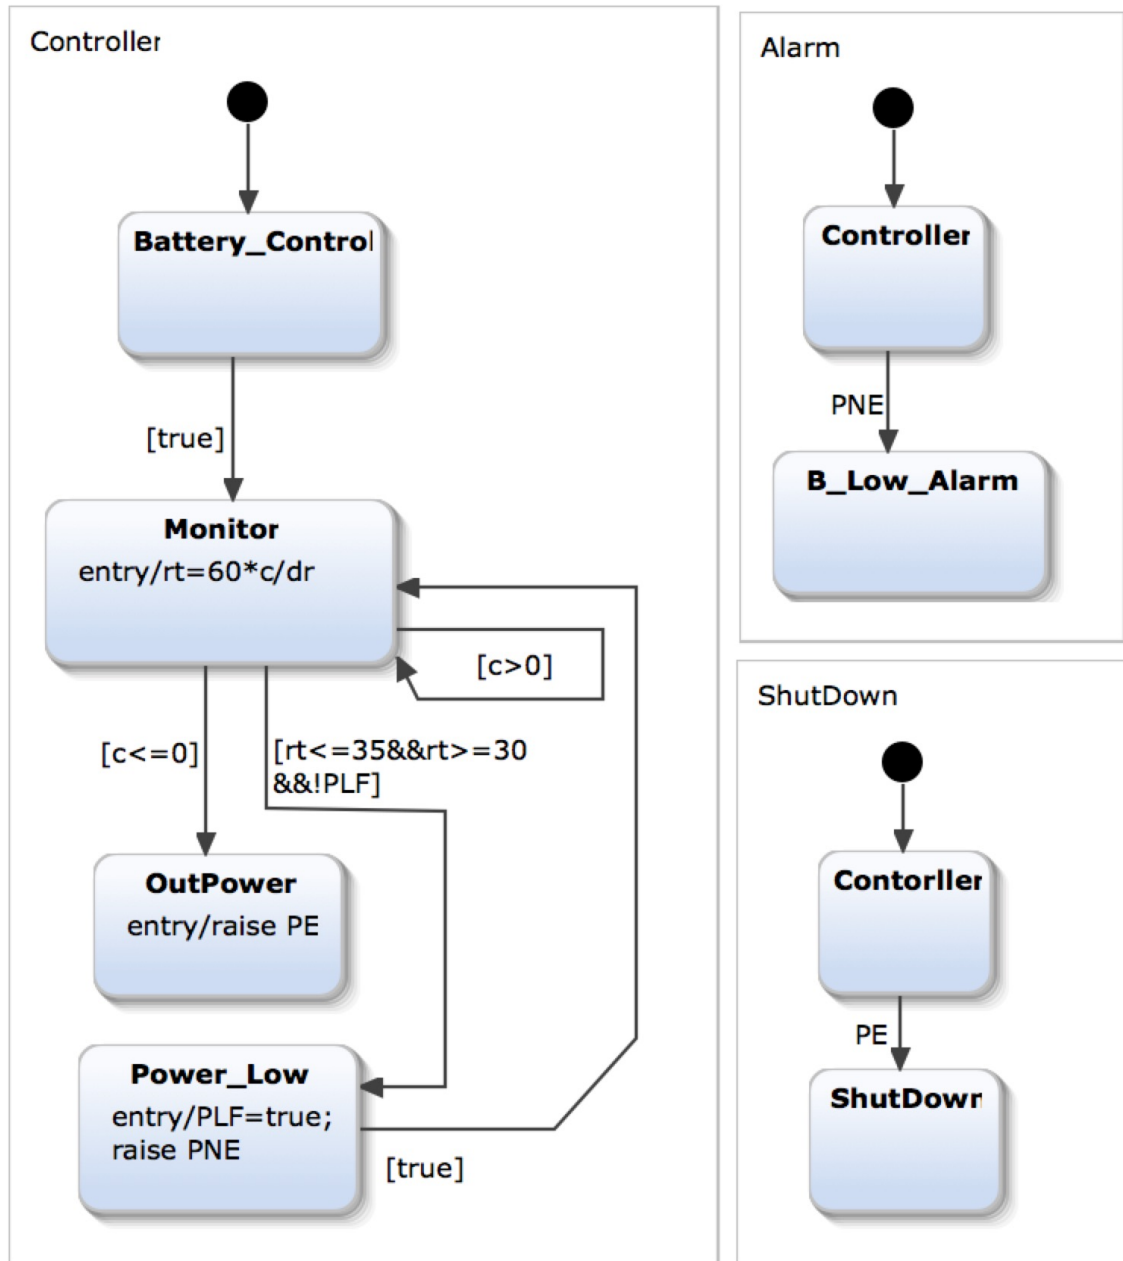 Controller
Battery_Control
[true]
Monitor
entry/rt=60*c/dr
[c>0]
[c<=0]
[rt<=35&&rt>=30
&&!PLF]
OutPower
entry/raise PE
Power_Low
entry/PLF=true;
raise PNE
[true]
Alarm
Controller
PNE
B_Low_Alarm
ShutDown
Contorller
PE
ShutDown